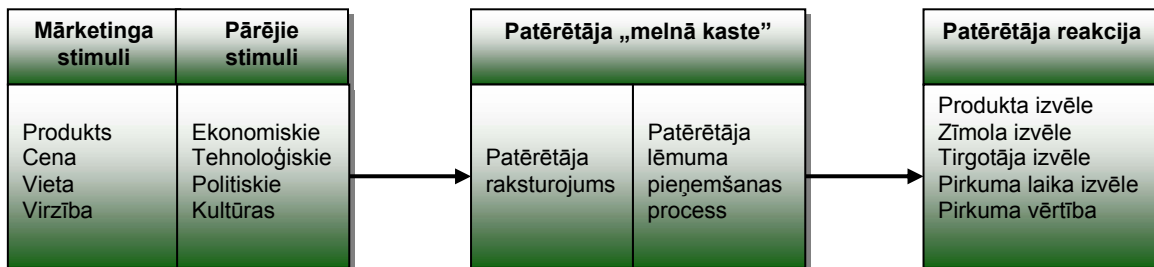 Mārketinga
stimuli
Pārējie
stimuli
Patērētāja „melnā kaste”
Patērētāja reakcija
Produkts
Cena
Vieta
Virzība
Ekonomiskie
Tehnoloģiskie
Politiskie
Kultūras
Patērētāja
raksturojums
Patērētāja
lēmuma
pieņemšanas
process
Produkta izvēle
Zīmola izvēle
Tirgotāja izvēle
Pirkuma laika izvēle
Pirkuma vērtība